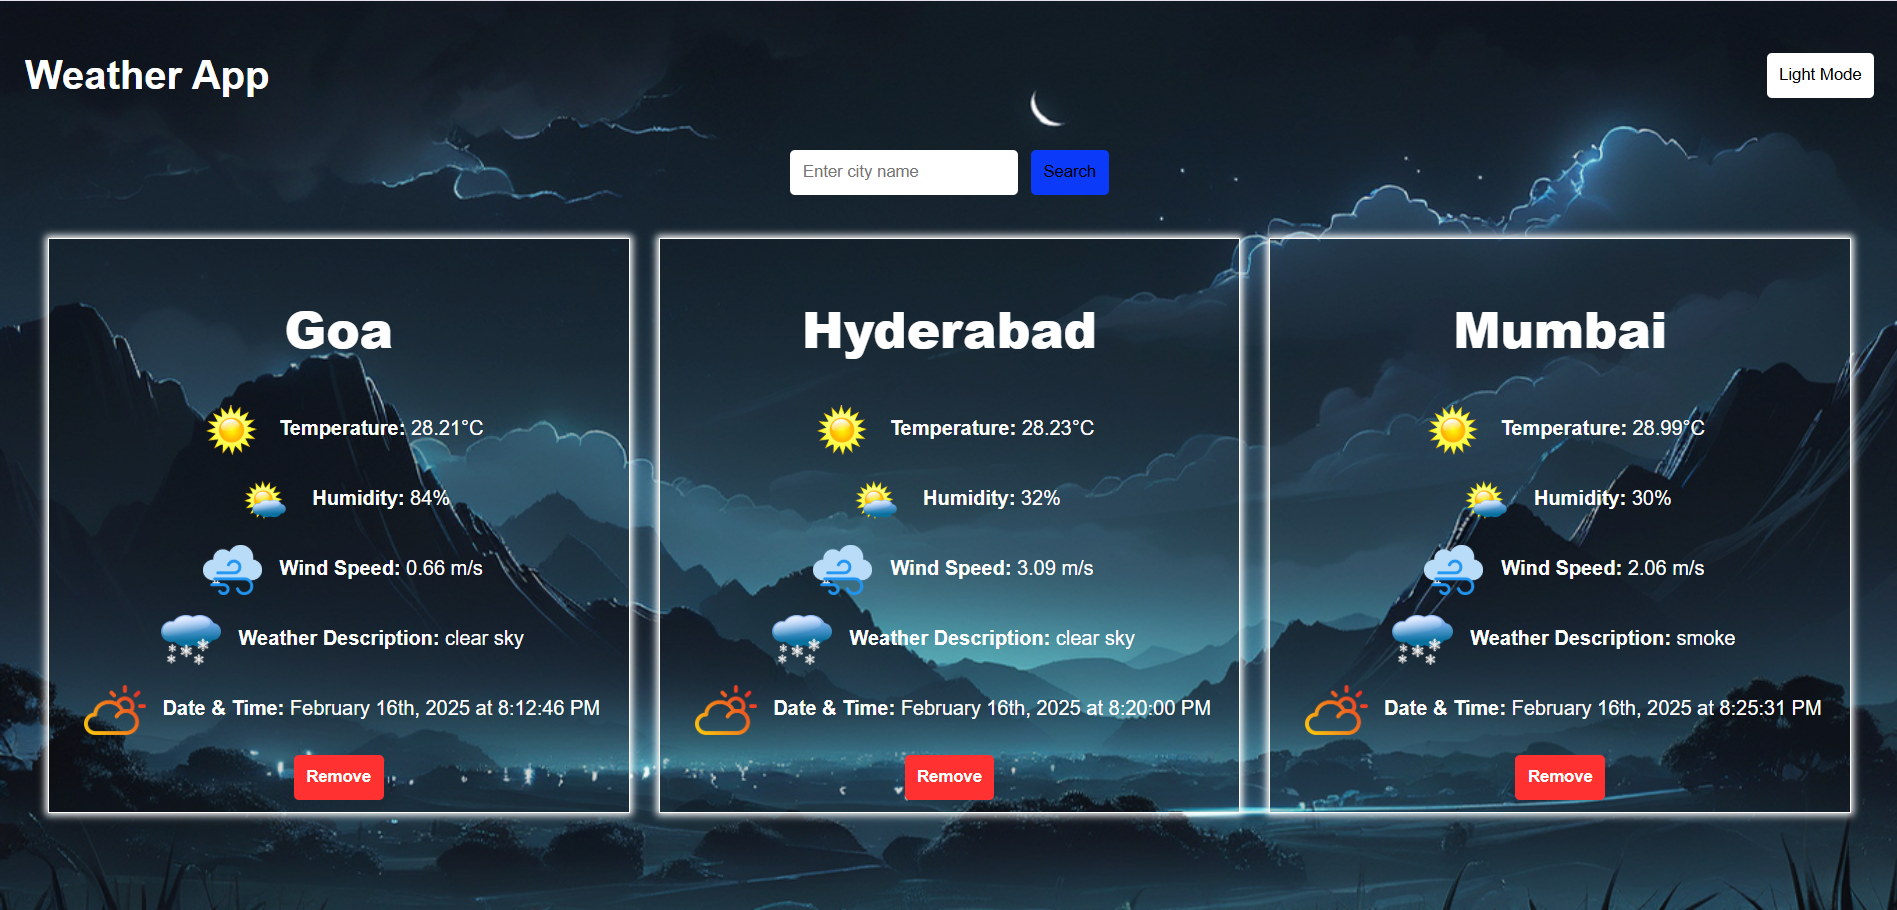 Weather App
Light Mode
Enter city name
Search
Goa
Temperature: 28.21°C
Humidity: 84%
Wind Speed: 0.66 m/s
Weather Description: clear sky
Date & Time: February 16th, 2025 at 8:12:46 PM
Remove
Hyderabad
Temperature: 28.23°C
Humidity: 32%
Wind Speed: 3.09 m/s
Weather Description: clear sky
Date & Time: February 16th, 2025 at 8:20:00 PM
Remove
Mumbai
Temperature: 28.99°C
Humidity: 30%
Wind Speed: 2.06 m/s
Weather Description: smoke
Date & Time: February 16th, 2025 at 8:25:31 PM
Remove